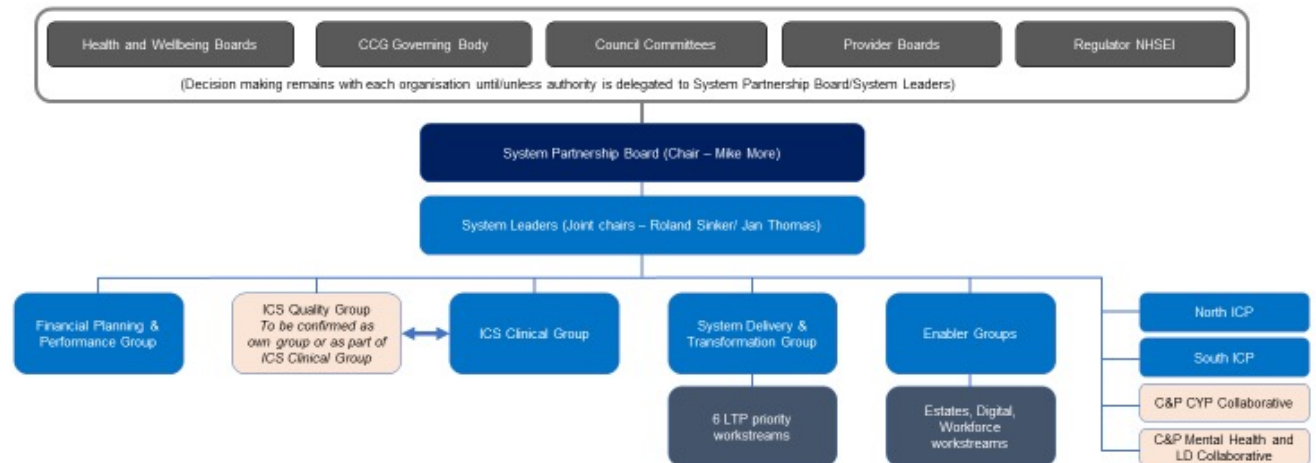 Health and Wellbeing Boards
CCG Governing Body
Council Committees
Provider Boards
Regulator NHSEI
(Decision making remains with each organisation until/unless authority is delegated to System Partnership Board/System Leaders)
System Partnership Board (Chair – Mike More)
System Leaders (Joint chairs – Roland Sinker/ Jan Thomas)
Financial Planning &
Performance Group
ICS Quality Group
To be confirmed as
own group or as part of
ICS Clinical Group
ICS Clinical Group
System Delivery &
Transformation Group
Enabler Groups
North ICP
South ICP
C&P CYP Collaborative
C&P Mental Health and
LD Collaborative
6 LTP priority
workstreams
Estates, Digital,
Workforce
workstreams